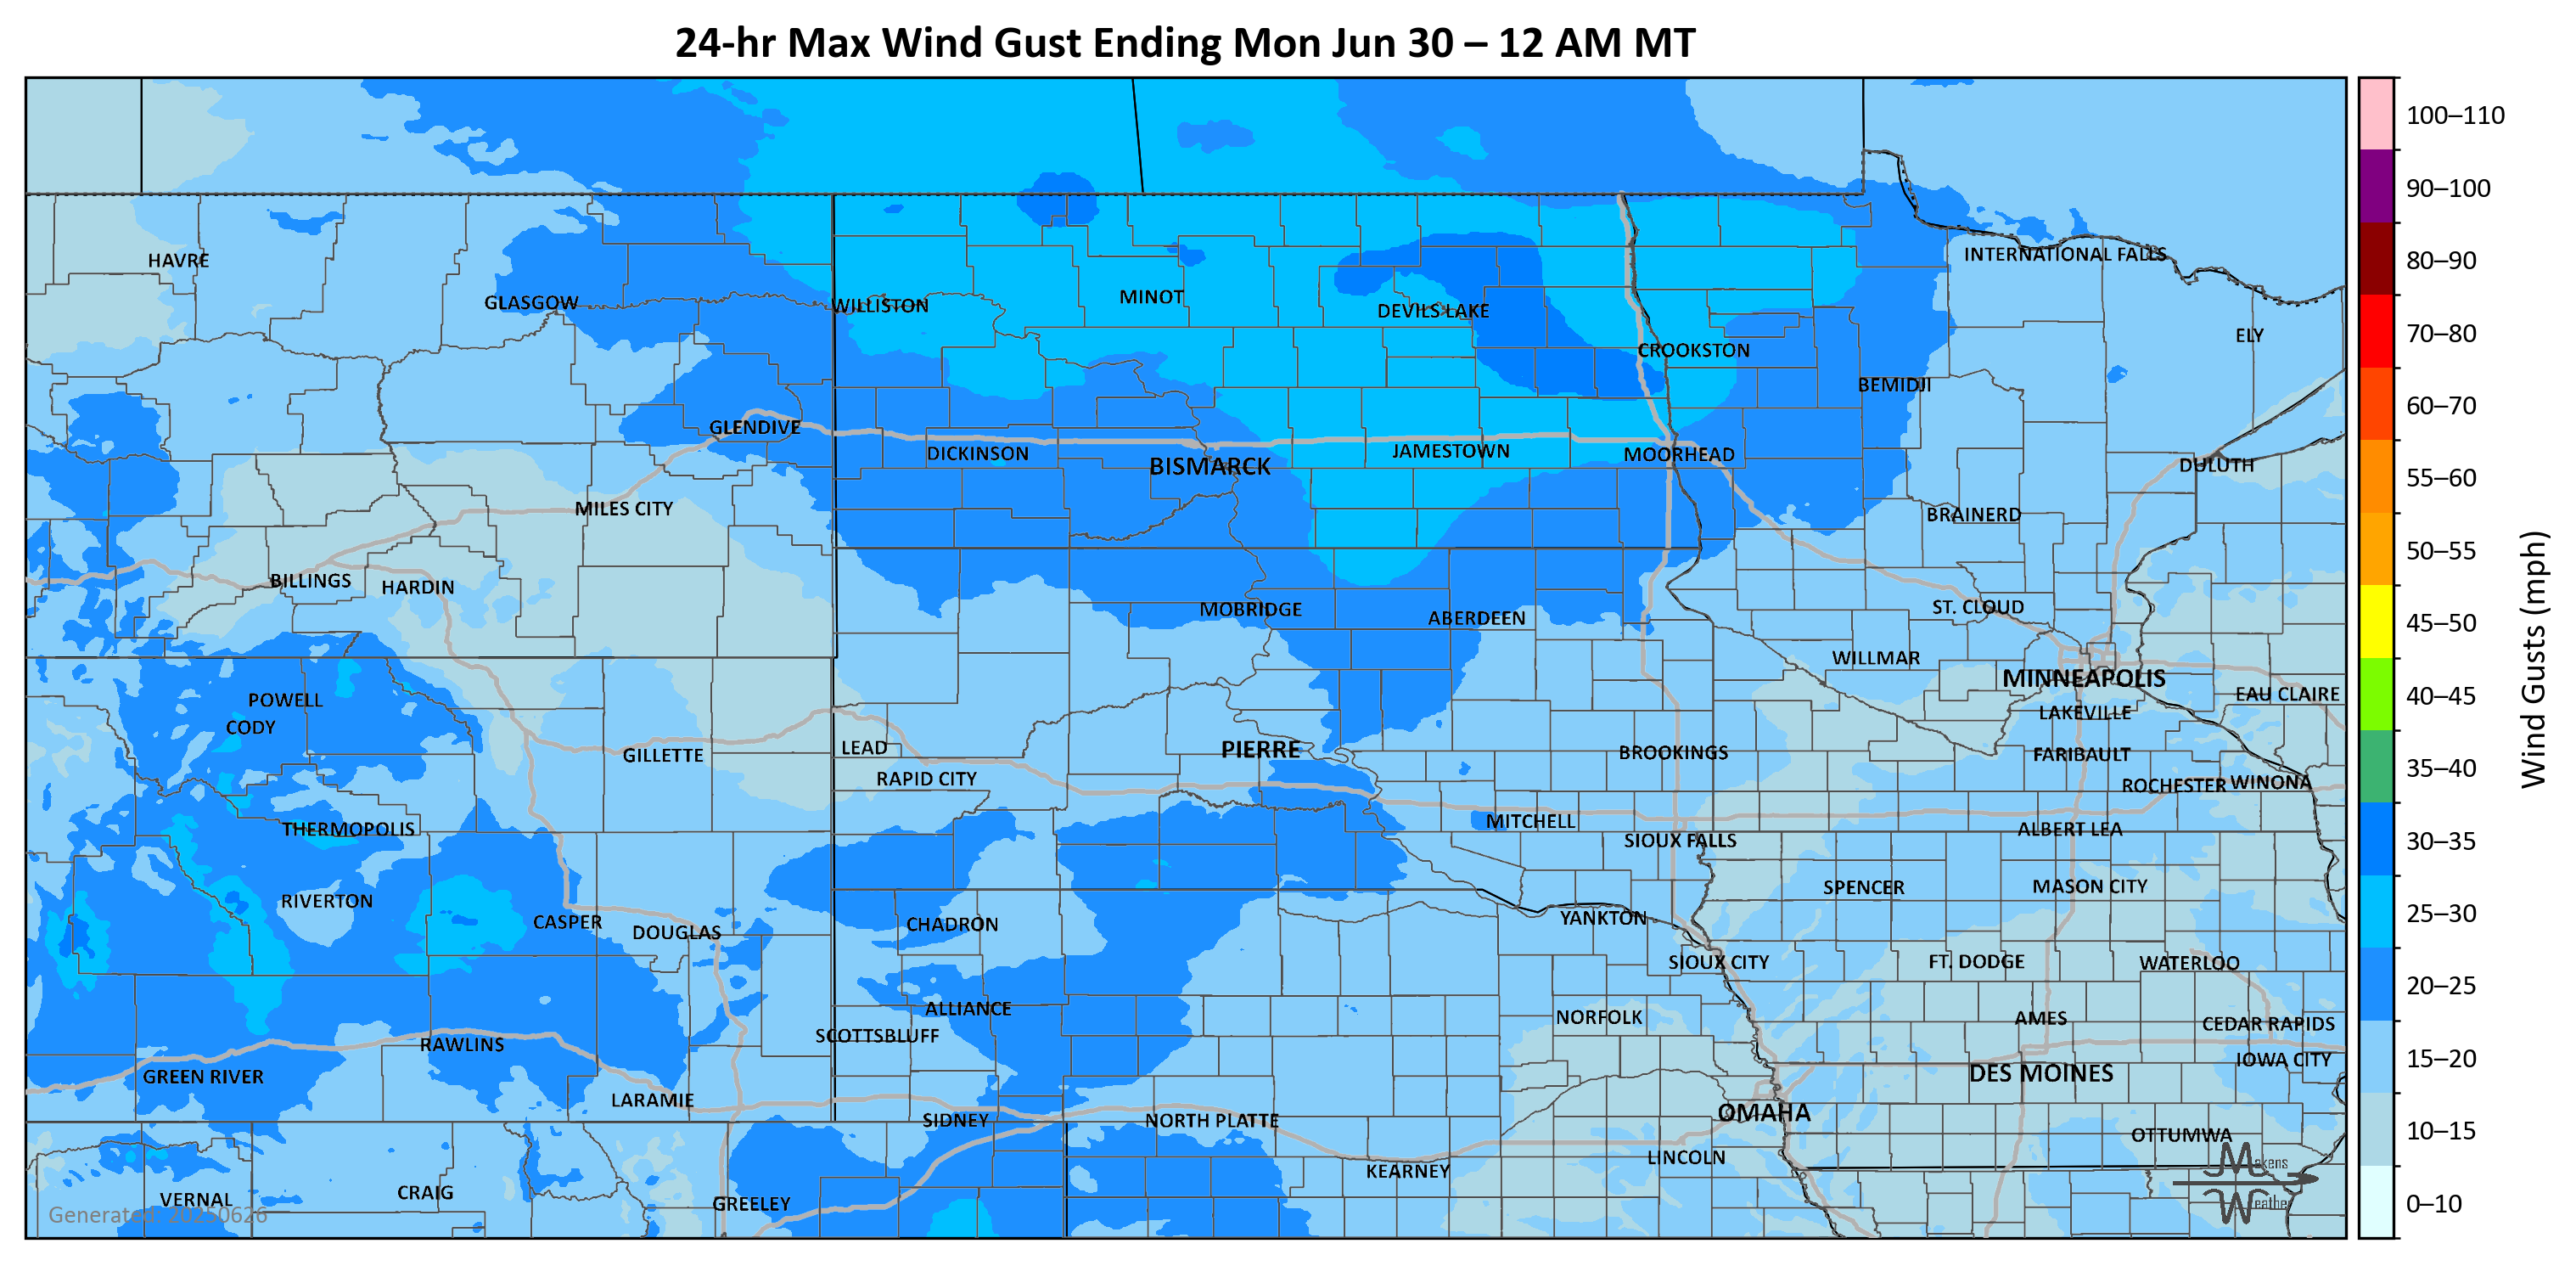 24-hr Max Wind Gust Ending Mon Jun 30 – 12 AM MT
HAVRE
GLASGOW
WILLISTON
MINOT
DEVILS LAKE
CROOKSTON
INTERNATIONAL FALLS
ELY
BEMIDJI
GLENDIVE
DICKINSON
BISMARCK
JAMESTOWN
MOORHEAD
DULUTH
MILES CITY
BRAINERD
BILLINGS
HARDIN
MOBRIDGE
ABERDEEN
ST. CLOUD
WILLMAR
MINNEAPOLIS
EAU CLAIRE
POWELL
CODY
LAKEVILLE
GILLETTE
LEAD
PIERRE
BROOKINGS
FARIBAULT
RAPID CITY
ROCHESTER
WINONA
THERMOPOLIS
MITCHELL
SIOUX FALLS
ALBERT LEA
RIVERTON
SPENCER
MASON CITY
CASPER
DOUGLAS
CHADRON
YANKTON
SIOUX CITY
FT. DODGE
WATERLOO
ALLIANCE
NORFOLK
AMES
CEDAR RAPIDS
SCOTTSBLUFF
RAWLINS
IOWA CITY
GREEN RIVER
DES MOINES
LARAMIE
SIDNEY
NORTH PLATTE
OMAHA
OTTUMWA
LINCOLN
KEARNEY
VERNAL
CRAIG
GREELEY
Generated: 20250626
Makens
Weather
100–110
90–100
80–90
70–80
60–70
55–60
50–55
45–50
40–45
35–40
30–35
25–30
20–25
15–20
10–15
0–10
Wind Gusts (mph)